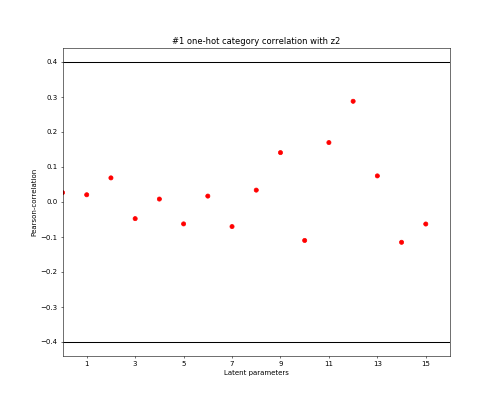 #1 one-hot category correlation with z2
0.4
0.3
0.2
0.1
0.0
−0.1
−0.2
−0.3
−0.4
Pearson-correlation
1 3 5 7 9 11 13 15
Latent parameters